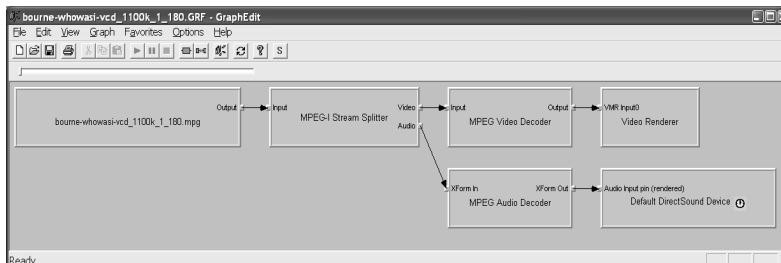 bourne-whowasi-vcd_1100k_1_180.GRF - GraphEdit
File Edit View Graph Favorites Options Help
S
Output Input Video Input Output VMR Input0
bourne-whowasi-vcd_1100k_1_180.mpg MPEG-I Stream Splitter MPEG Video Decoder Video Renderer
Audio
XForm In XForm Out Audio Input pin (rendered)
MPEG Audio Decoder Default DirectSound Device
Ready